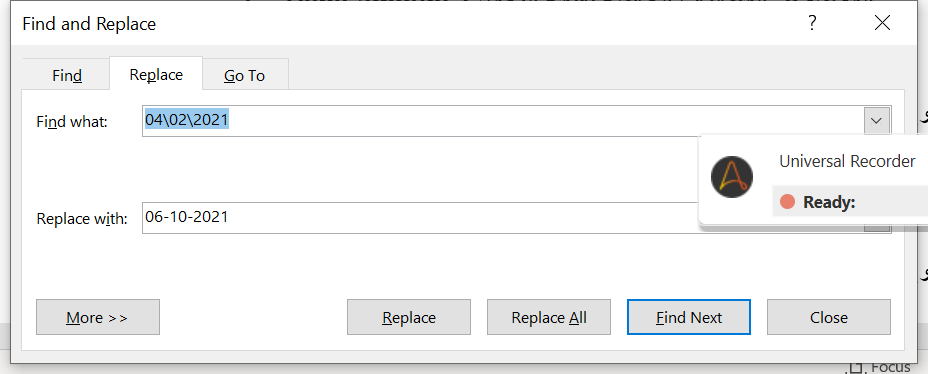 Find and Replace
?
Find
Replace
Go To
Find what:
04\02\2021
Universal Recorder
Ready:
Replace with:
06-10-2021
More >>
Replace
Replace All
Find Next
Close
Focus